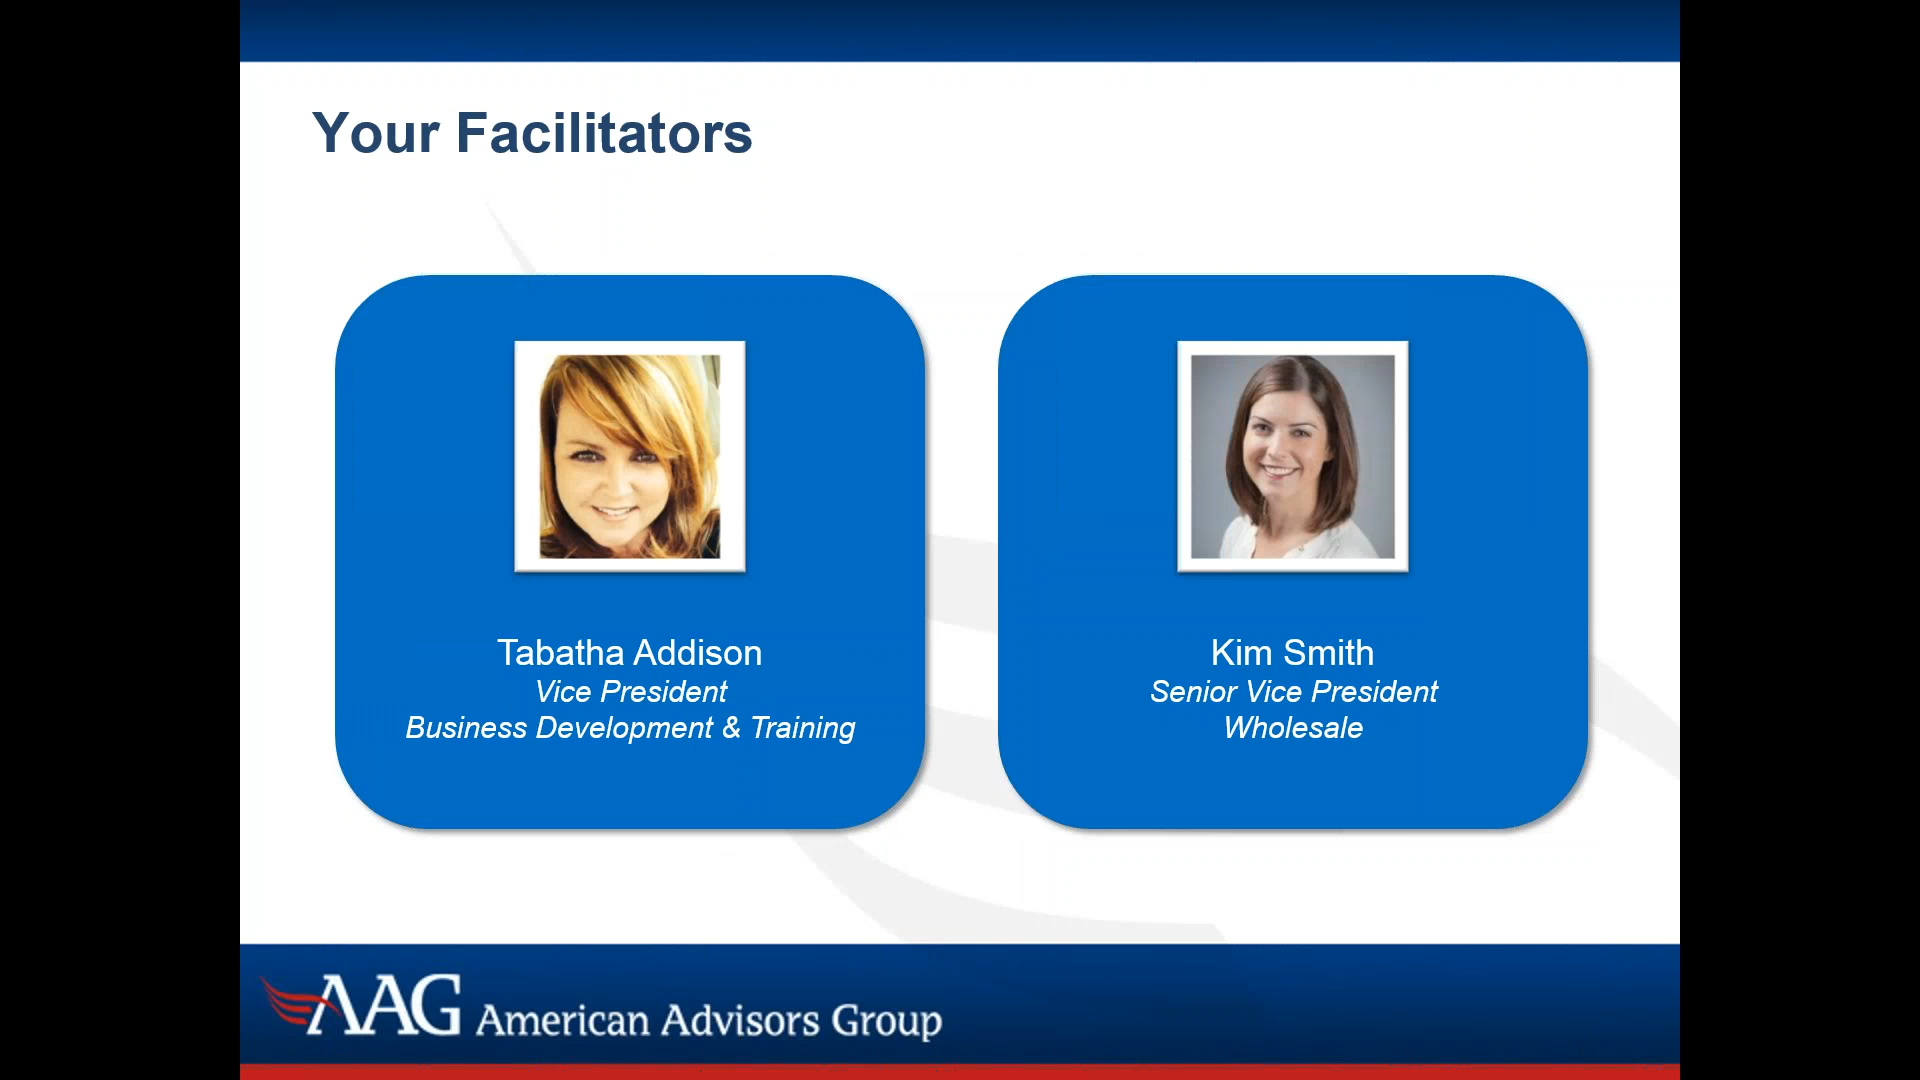 Your Facilitators
Tabatha Addison
Vice President
Business Development & Training
Kim Smith
Senior Vice President
Wholesale
AAG American Advisors Group